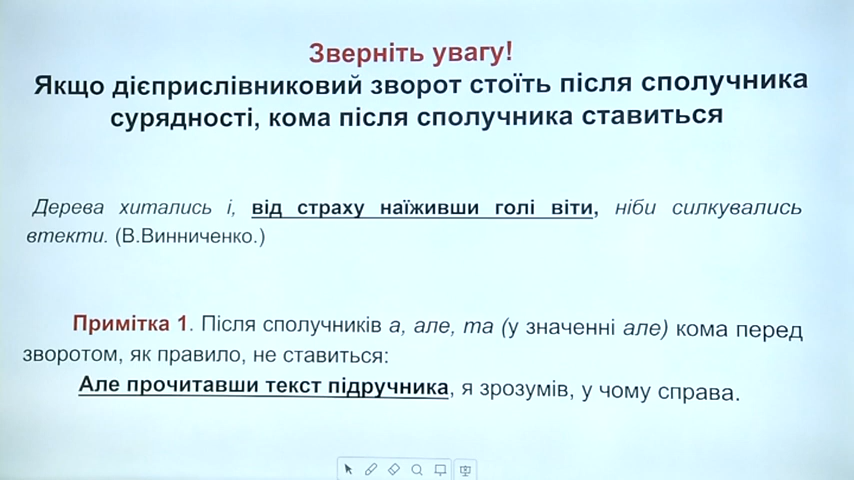 Зверніть увагу!
Якщо дієприслівниковий зворот стоїть після сполучника
сурядності, кома після сполучника ставиться
Дерева хитались і, від страху наїживши голі віти, ніби силкувались
втекти. (В.Винниченко.)
Примітка 1. Після сполучників а, але, та (у значенні але) кома перед
зворотом, як правило, не ставиться:
Але прочитавши текст підручника, я зрозумів, у чому справа.